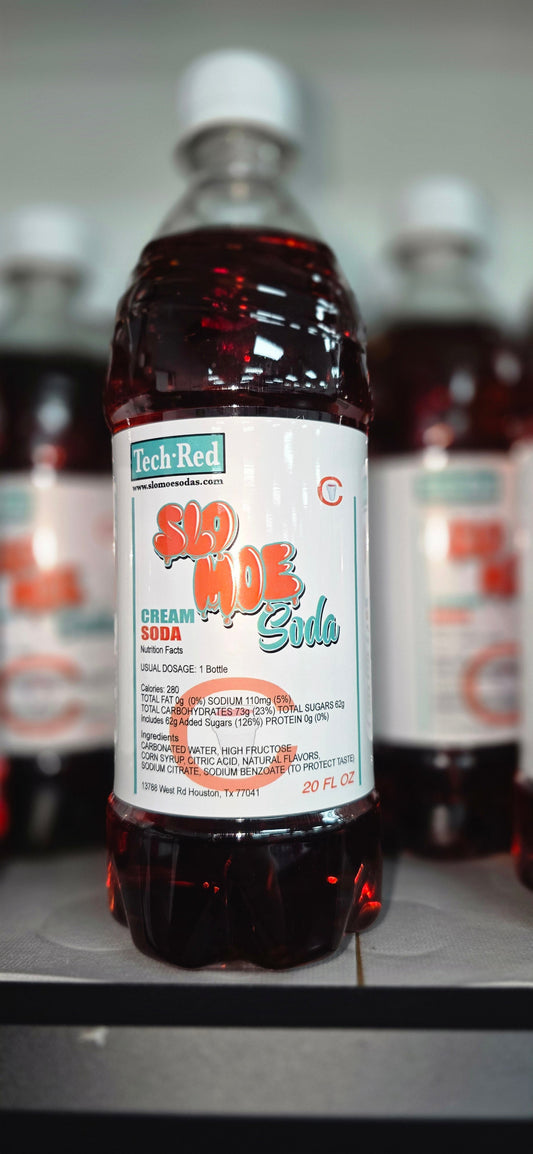 Tech·Red
www.slomoesodas.com
C
SLO
MOE
Soda
CREAM
SODA
Nutrition Facts
USUAL DOSAGE: 1 Bottle
Calories: 280
TOTAL FAT 0g (0%) SODIUM 110mg (5%)
TOTAL CARBOHYDRATES 73g (23%) TOTAL SUGARS 62g
Includes 62g Added Sugars (126%) PROTEIN 0g (0%)
Ingredients
CARBONATED WATER, HIGH FRUCTOSE
CORN SYRUP, CITRIC ACID, NATURAL FLAVORS,
SODIUM CITRATE, SODIUM BENZOATE (TO PROTECT TASTE)
20 FL OZ
13786 West Rd Houston, Tx 77041